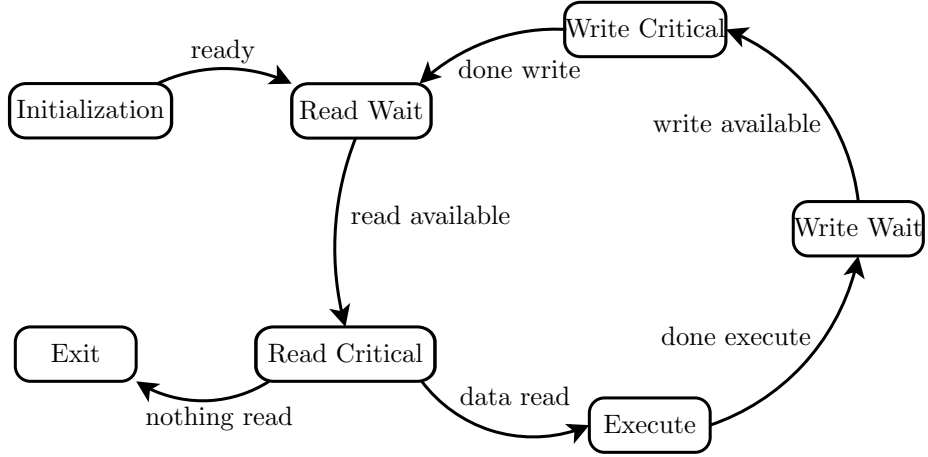 Write Critical
ready
done write
Initialization
Read Wait
write available
read available
Write Wait
done execute
Exit
Read Critical
data read
nothing read
Execute